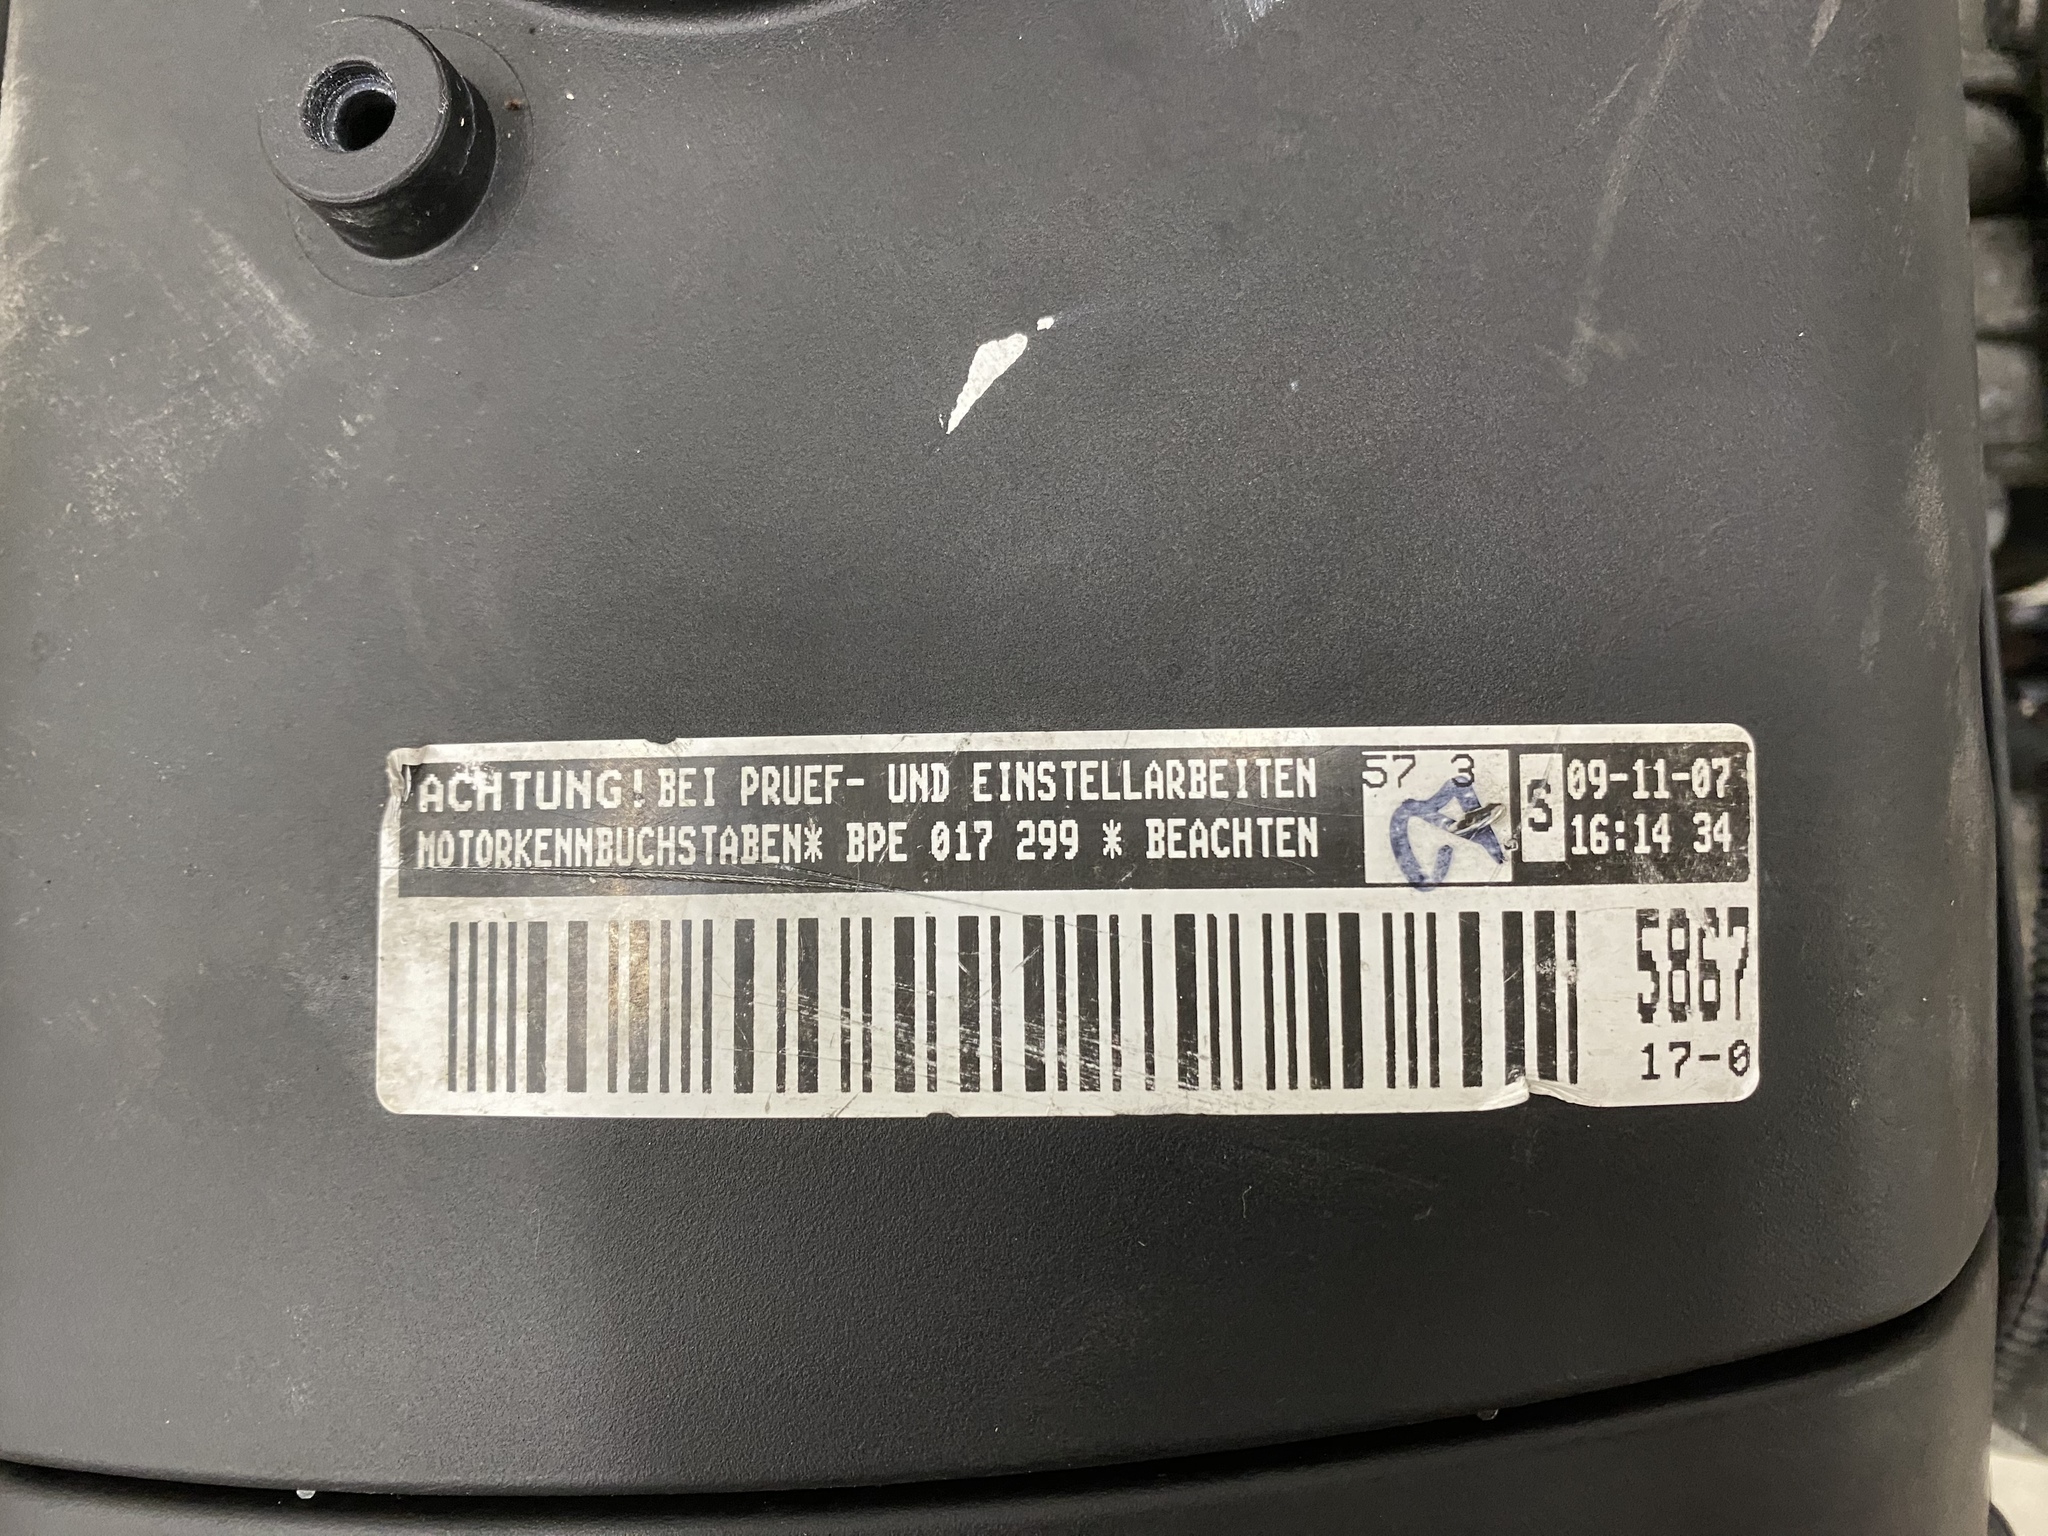 ACHTUNG! BEI PRUEF- UND EINSTELLARBEITEN
MOTORKENNBUCHSTABEN* BPE 017 299 * BEACHTEN
57 3
S
09-11-07
16:14 34
5867
17-0